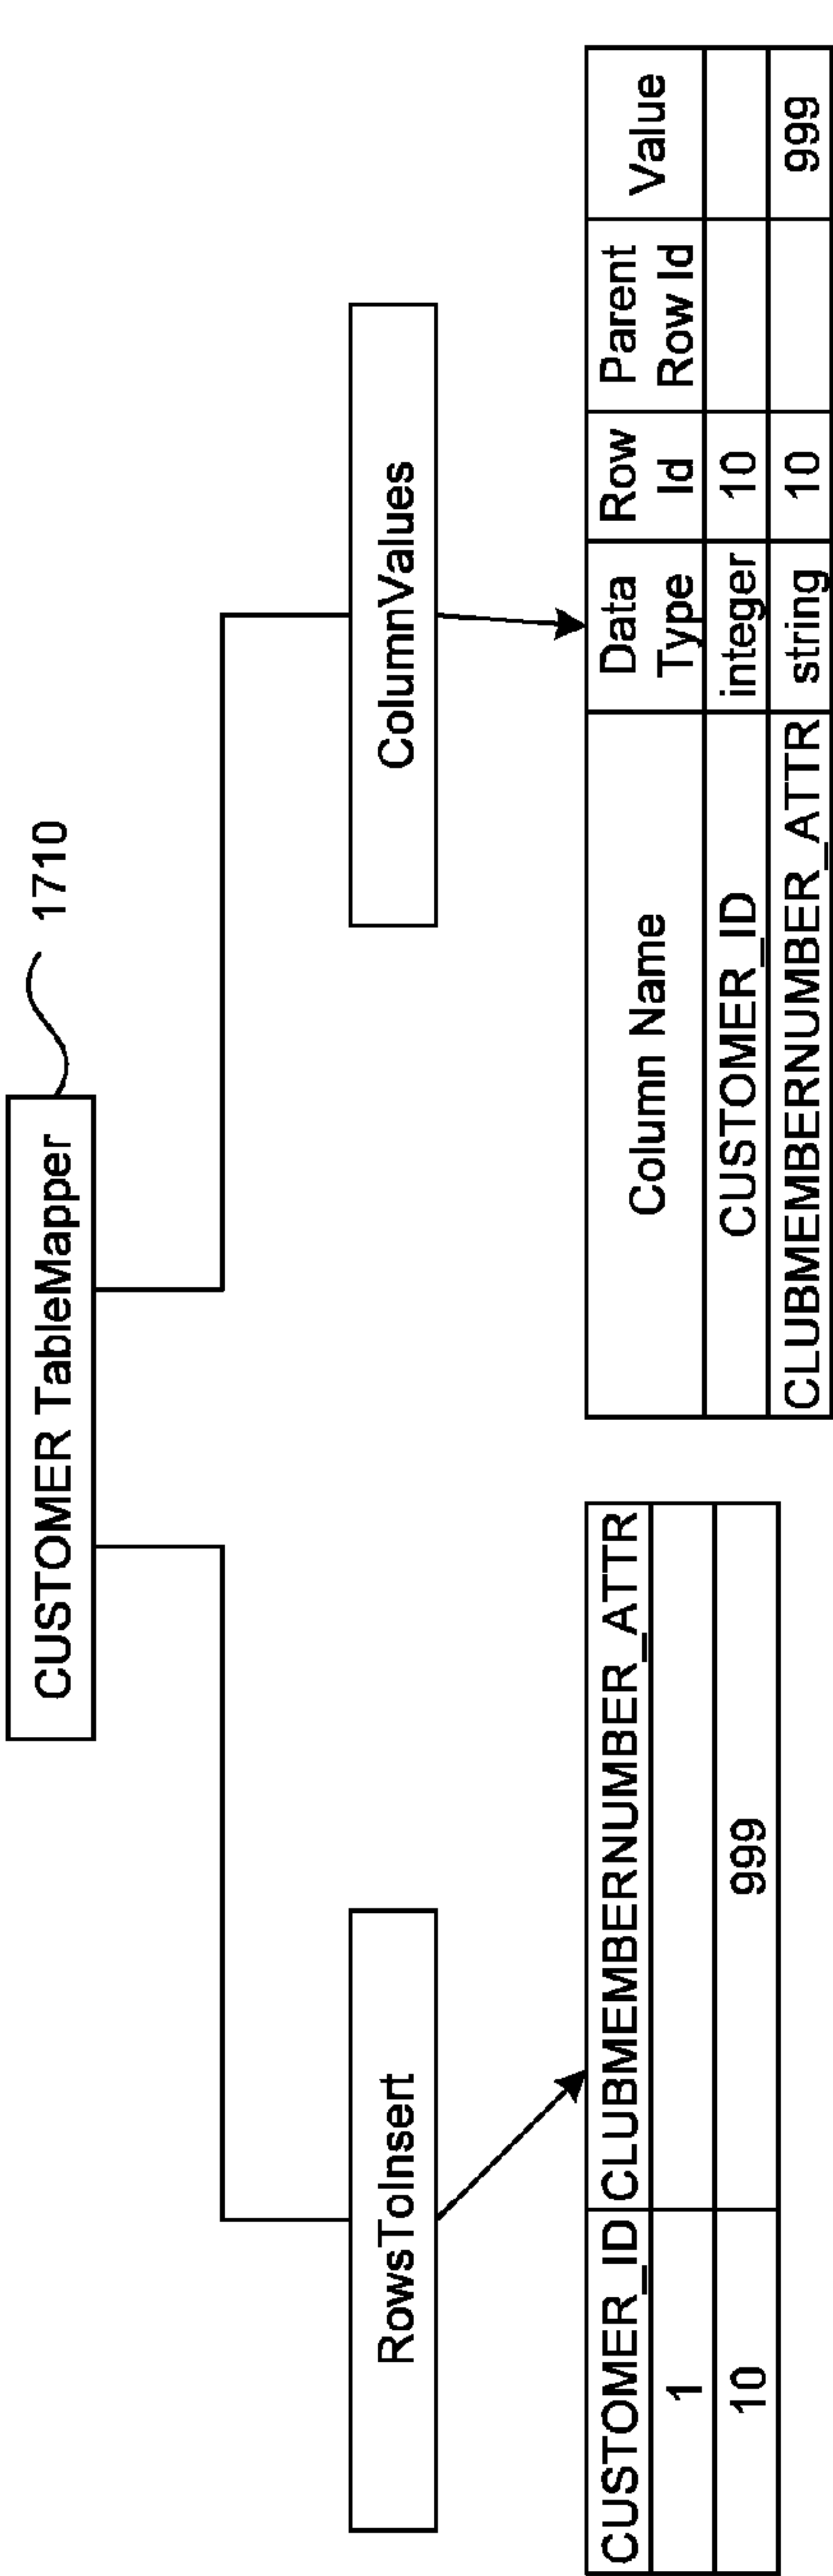 CUSTOMER TableMapper
1710
RowsToInsert
ColumnValues
CUSTOMER_ID CLUBMEMBERNUMBER_ATTR
1
10 999
Column Name Data Type Row Id Parent Row Id Value
CUSTOMER_ID integer 10
CLUBMEMBERNUMBER_ATTR string 10 999